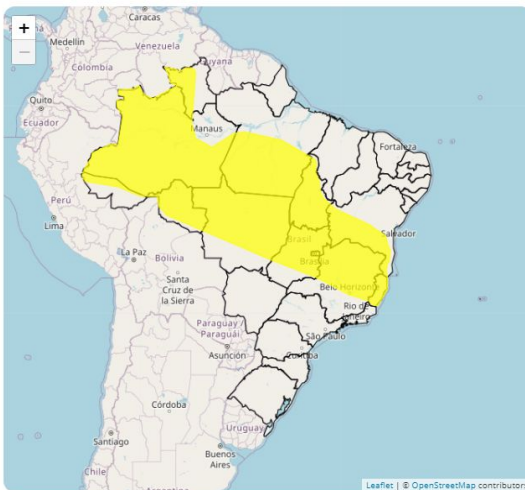 +
−
Caracas
Medellín
Venezuela
Guyana
Colombia
Quito
Ecuador
Manaus
Fortaleza
Perú
Lima
Salvador
Brasil
La Paz
Bolivia
Brasília
Santa
Cruz de
la Sierra
Belo Horizonte
Rio de
Janeiro
São Paulo
Paraguay /
Paraguái
Asunción
Curitiba
Córdoba
Uruguay
Santiago
Buenos
Aires
Chile
Argentina
Leaflet | © OpenStreetMap contributors